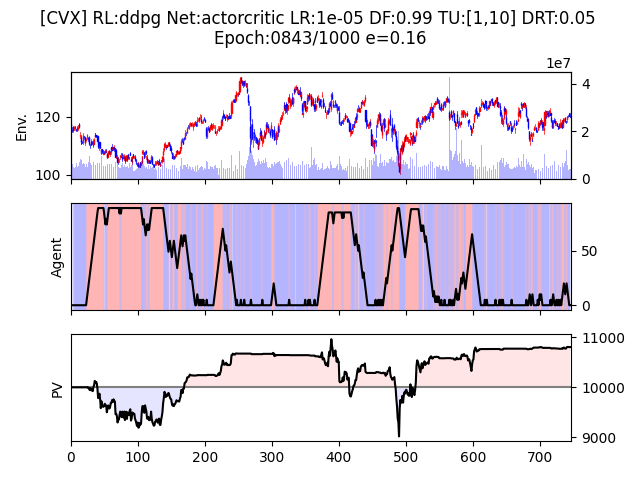 [CVX] RL:ddpg Net:actorcritic LR:1e-05 DF:0.99 TU:[1,10] DRT:0.05
Epoch:0843/1000 e=0.16
1e7
Env.
120
100
4
2
0
Agent
50
0
PV
11000
10000
9000
0 100 200 300 400 500 600 700